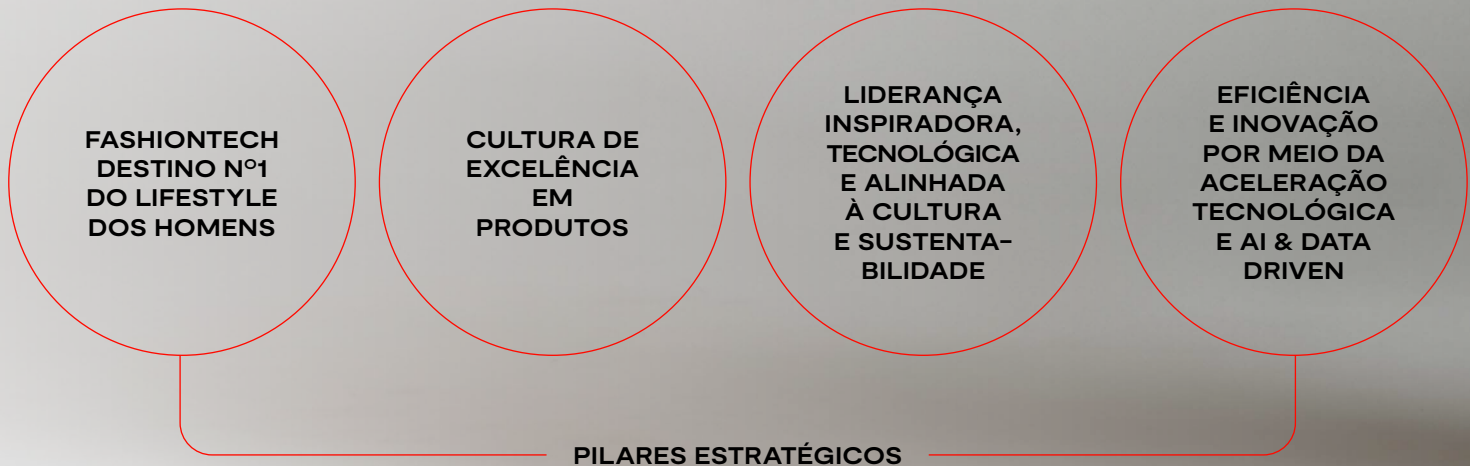 FASHIONTECH
DESTINO Nº1
DO LIFESTYLE
DOS HOMENS
CULTURA DE
EXCELÊNCIA
EM
PRODUTOS
LIDERANÇA
INSPIRADORA,
TECNOLÓGICA
E ALINHADA
À CULTURA
E SUSTENTA-
BILIDADE
EFICIÊNCIA
E INOVAÇÃO
POR MEIO DA
ACELERAÇÃO
TECNOLÓGICA
E AI & DATA
DRIVEN
PILARES ESTRATÉGICOS